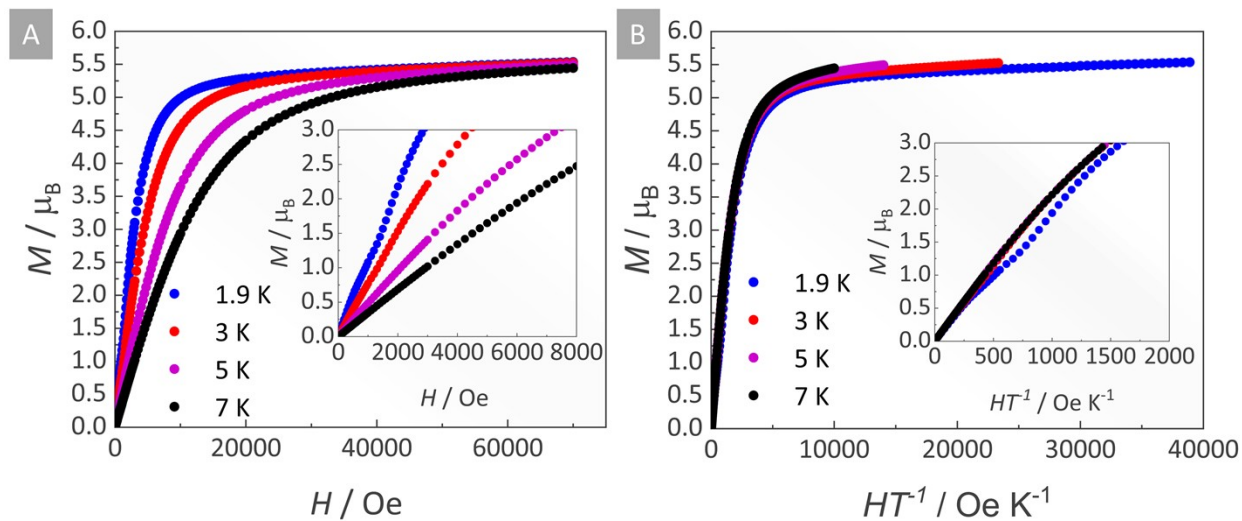 A
6.0
5.5
5.0
4.5
4.0
3.5
3.0
2.5
2.0
1.5
1.0
0.5
0.0
M / μB
0 20000 40000 60000
H / Oe
1.9 K
3 K
5 K
7 K
3.0
2.5
2.0
1.5
1.0
0.5
0.0
M / μB
0 2000 4000 6000 8000
H / Oe
B
6.0
5.5
5.0
4.5
4.0
3.5
3.0
2.5
2.0
1.5
1.0
0.5
0.0
M / μB
0 10000 20000 30000 40000
HT⁻¹ / Oe K⁻¹
1.9 K
3 K
5 K
7 K
3.0
2.5
2.0
1.5
1.0
0.5
0.0
M / μB
0 500 1000 1500 2000
HT⁻¹ / Oe K⁻¹